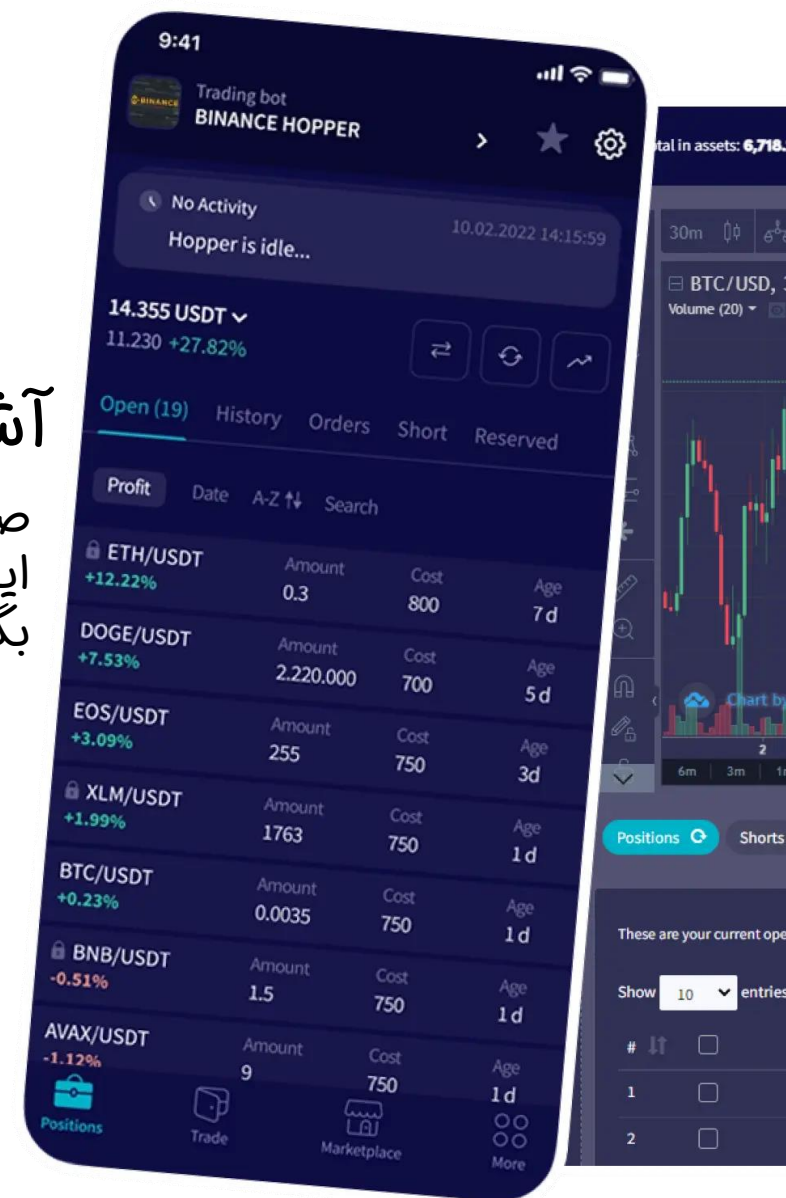 9:41
BINANCE
Trading bot
BINANCE HOPPER
No Activity
10.02.2022 14:15:59
Hopper is idle...
14.355 USDT
11.230 +27.82%
Open (19) History Orders Short Reserved
Profit Date A-Z Search
ETH/USDT Amount Cost Age
+12.22% 0.3 800 7 d
DOGE/USDT Amount Cost Age
+7.53% 2.220.000 700 5 d
EOS/USDT Amount Cost Age
+3.09% 255 750 3d
XLM/USDT Amount Cost Age
+1.99% 1763 750 1 d
BTC/USDT Amount Cost Age
+0.23% 0.0035 750 1 d
BNB/USDT Amount Cost Age
-0.51% 1.5 750 1 d
AVAX/USDT Amount Cost Age
-1.12% 9 750 1 d
Positions Trade Marketplace More
in assets: 6,718.
30m
BTC/USD,
Volume (20)
Chart by
2
6m 3m
Positions Shorts
These are your current
Show 10 entries
#
1
2